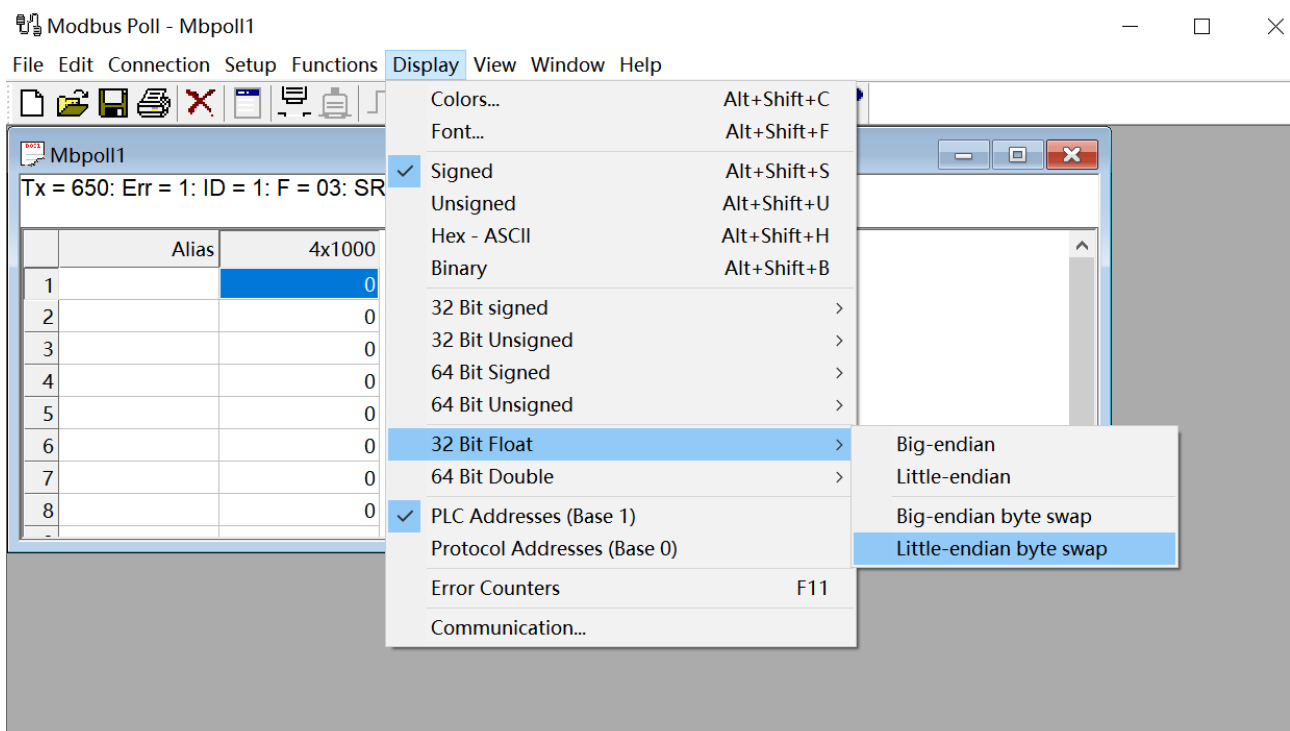 Modbus Poll - Mbpoll1
File Edit Connection Setup Functions Display View Window Help
Mbpoll1
Tx = 650: Err = 1: ID = 1: F = 03: SR
Alias 4x1000
1 0
2 0
3 0
4 0
5 0
6 0
7 0
8 0
Colors... Alt+Shift+C
Font... Alt+Shift+F
Signed Alt+Shift+S
Unsigned Alt+Shift+U
Hex - ASCII Alt+Shift+H
Binary Alt+Shift+B
32 Bit signed
32 Bit Unsigned
64 Bit Signed
64 Bit Unsigned
32 Bit Float
64 Bit Double
PLC Addresses (Base 1)
Protocol Addresses (Base 0)
Error Counters F11
Communication...
Big-endian
Little-endian
Big-endian byte swap
Little-endian byte swap